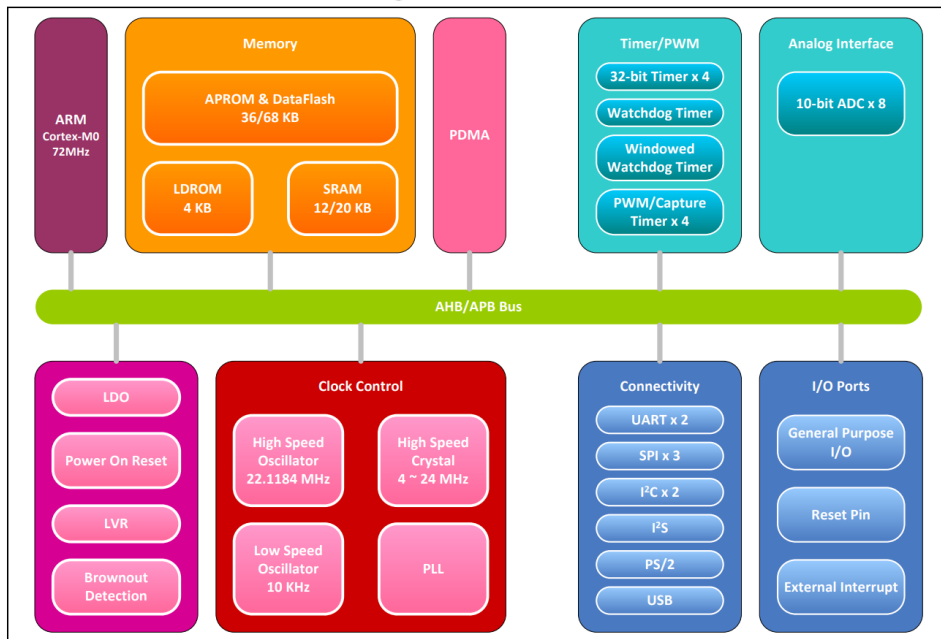 ARM
Cortex-M0
72MHz
Memory
APROM & DataFlash
36/68 KB
LDROM
4 KB
SRAM
12/20 KB
PDMA
Timer/PWM
32-bit Timer x 4
Watchdog Timer
Windowed
Watchdog Timer
PWM/Capture
Timer x 4
Analog Interface
10-bit ADC x 8
AHB/APB Bus
LDO
Power On Reset
LVR
Brownout
Detection
Clock Control
High Speed
Oscillator
22.1184 MHz
High Speed
Crystal
4 ~ 24 MHz
Low Speed
Oscillator
10 KHz
PLL
Connectivity
UART x 2
SPI x 3
I²C x 2
I²S
PS/2
USB
I/O Ports
General Purpose
I/O
Reset Pin
External Interrupt